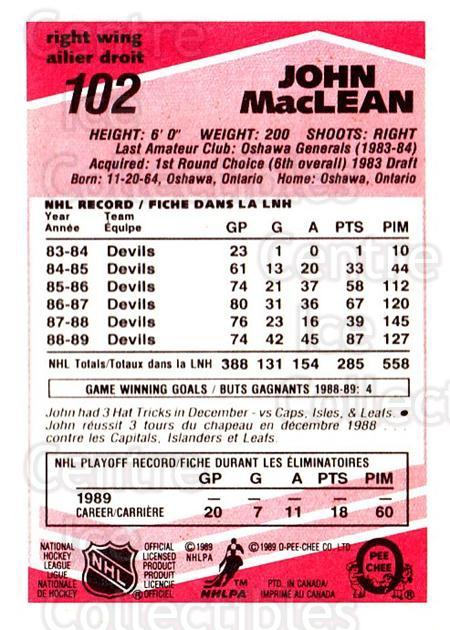 right wing
ailier droit
102
JOHN
MacLEAN
HEIGHT: 6' 0" WEIGHT: 200 SHOOTS: RIGHT
Last Amateur Club: Oshawa Generals (1983-84)
Acquired: 1st Round Choice (6th overall) 1983 Draft
Born: 11-20-64, Oshawa, Ontario Home: Oshawa, Ontario
NHL RECORD / FICHE DANS LA LNH
Year Team
Année Équipe GP G A PTS PIM
83-84 Devils 23 1 0 1 10
84-85 Devils 61 13 20 33 44
85-86 Devils 74 21 37 58 112
86-87 Devils 80 31 36 67 120
87-88 Devils 76 23 16 39 145
88-89 Devils 74 42 45 87 127
NHL Totals/Totaux dans la LNH 388 131 154 285 558
GAME WINNING GOALS / BUTS GAGNANTS 1988-89: 4
John had 3 Hat Tricks in December - vs Caps, Isles, & Leafs. ●
John réussit 3 tours du chapeau en décembre 1988 . . .
contre les Capitals, Islanders et Leafs.
NHL PLAYOFF RECORD/FICHE DURANT LES ÉLIMINATOIRES
GP G A PTS PIM
1989 — — — — —
CAREER/CARRIÈRE 20 7 11 18 60
NATIONAL
HOCKEY
LEAGUE
LIGUE
NATIONALE
DE HOCKEY
NHL
®
OFFICIAL
LICENSED
PRODUCT
PRODUIT
LICENCIÉ
OFFICIEL
©1989
NHLPA
NHLPA
TM
©1989 O-PEE-CHEE CO. LTD.
PTD. IN CANADA/
IMPRIMÉ AU CANADA
O PEE CHEE
®
Centre
Ice
Collectibles